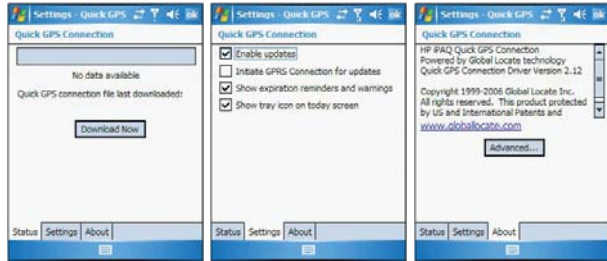 Settings - Quick GPS
ok
Quick GPS Connection
No data available
Quick GPS connection file last downloaded:
Download Now
Status
Settings
About
Settings - Quick GPS
ok
Quick GPS Connection
Enable updates
Initiate GPRS Connection for updates
Show expiration reminders and warnings
Show tray icon on today screen
Status
Settings
About
Settings - Quick GPS
ok
Quick GPS Connection
HP iPAQ Quick GPS Connection
Powered by Global Locate technology
Quick GPS Connection Driver Version 2.12
Copyright 1999-2006 Global Locate Inc.
All rights reserved. This product protected
by US and International Patents and
www.globallocate.com
Advanced...
Status
Settings
About